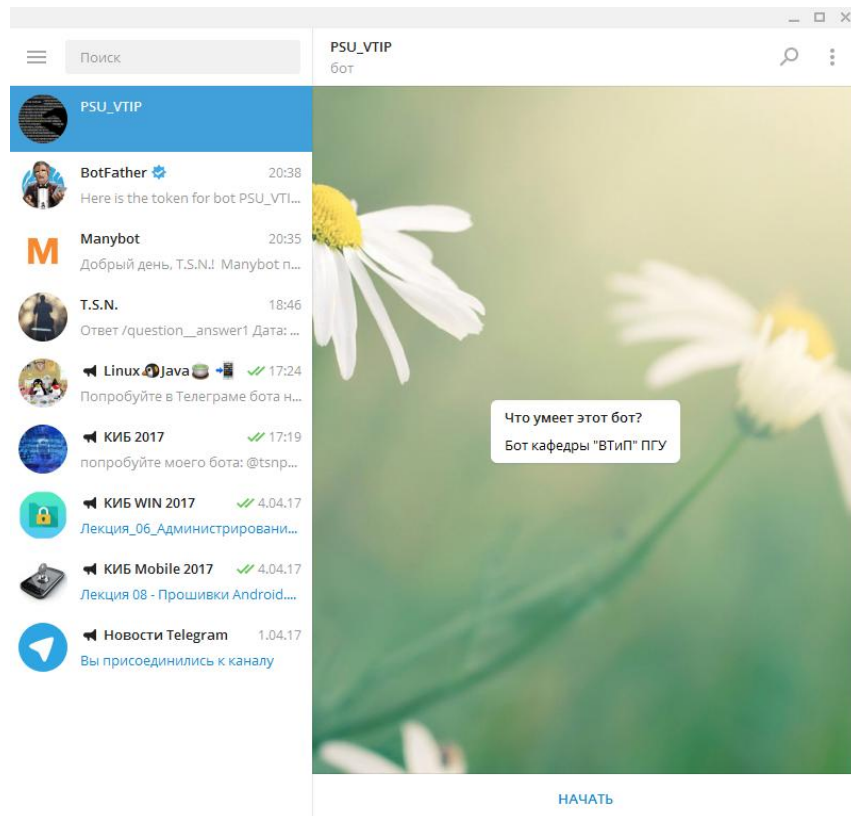 Поиск
PSU_VTIP
BotFather 20:38
Here is the token for bot PSU_VTI...
Manybot 20:35
Добрый день, T.S.N.! Manybot п...
T.S.N. 18:46
Ответ /question__answer1 Дата: ...
Linux Java 17:24
Попробуйте в Телеграме бота н...
КИБ 2017 17:19
попробуйте моего бота: @tsnp...
КИБ WIN 2017 4.04.17
Лекция_06_Администрировани...
КИБ Mobile 2017 4.04.17
Лекция 08 - Прошивки Android....
Новости Telegram 1.04.17
Вы присоединились к каналу
PSU_VTIP
бот
Что умеет этот бот?
Бот кафедры "ВТиП" ПГУ
НАЧАТЬ